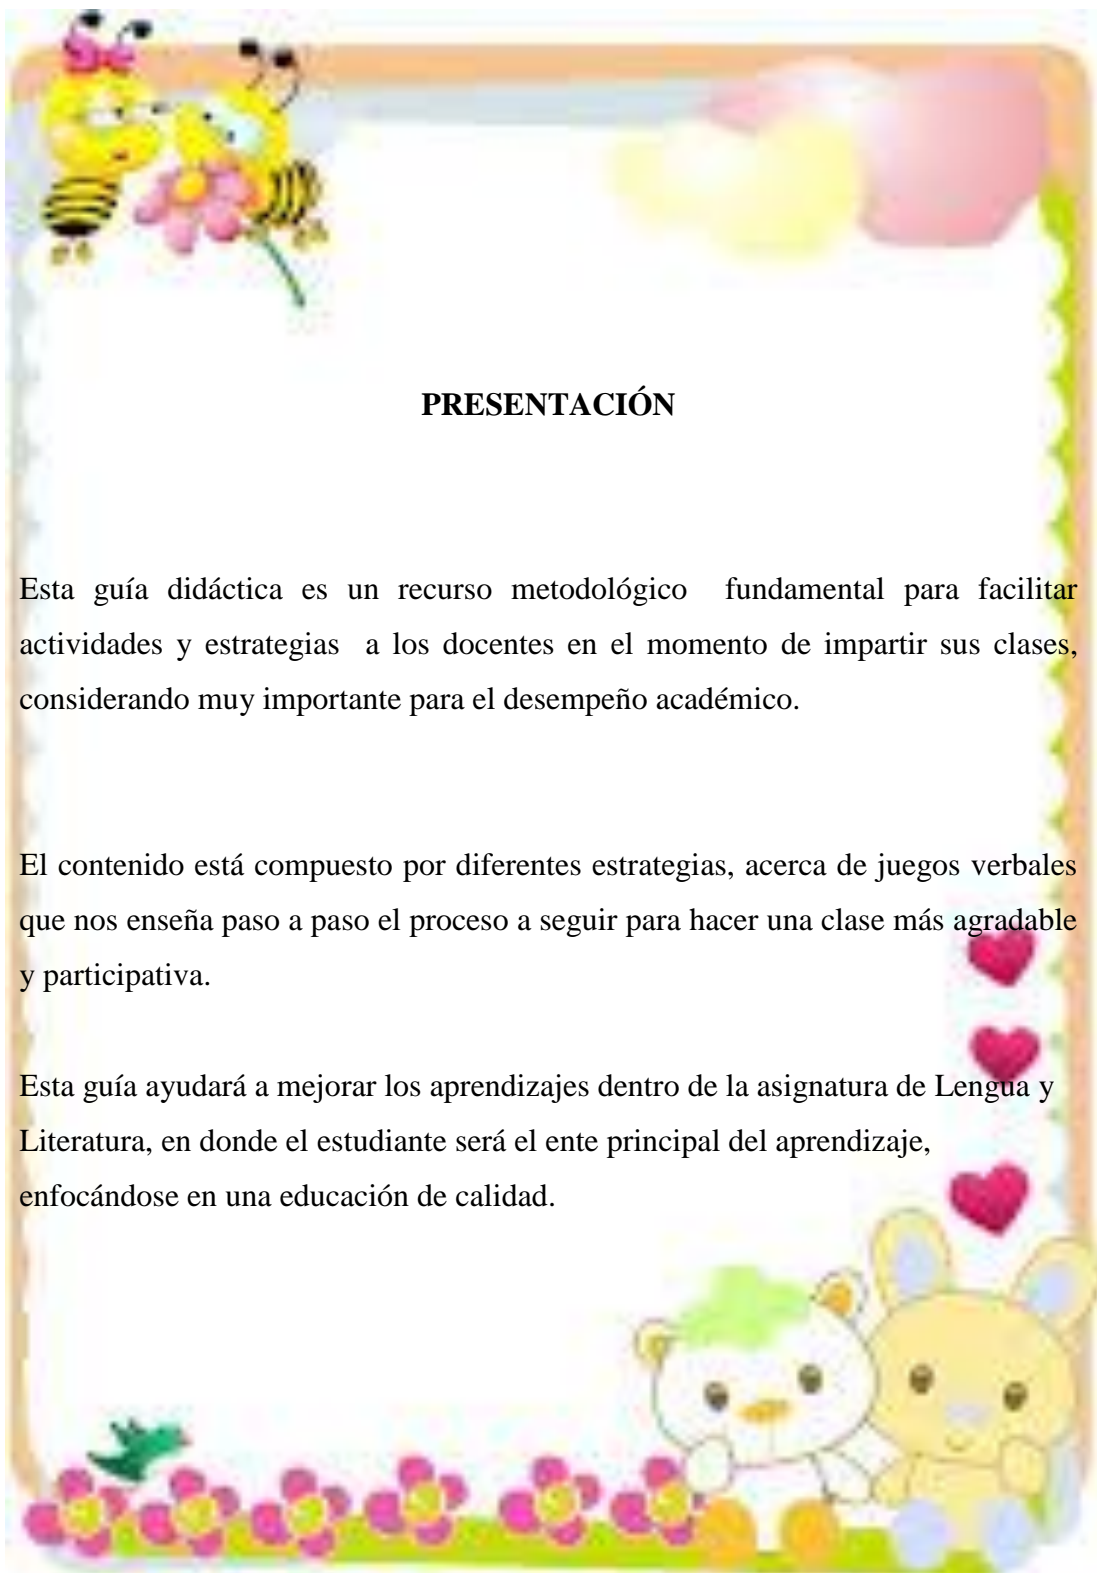 PRESENTACIÓN
Esta guía didáctica es un recurso metodológico fundamental para facilitar
actividades y estrategias a los docentes en el momento de impartir sus clases,
considerando muy importante para el desempeño académico.
El contenido está compuesto por diferentes estrategias, acerca de juegos verbales
que nos enseña paso a paso el proceso a seguir para hacer una clase más agradable
y participativa.
Esta guía ayudará a mejorar los aprendizajes dentro de la asignatura de Lengua y
Literatura, en donde el estudiante será el ente principal del aprendizaje,
enfocándose en una educación de calidad.